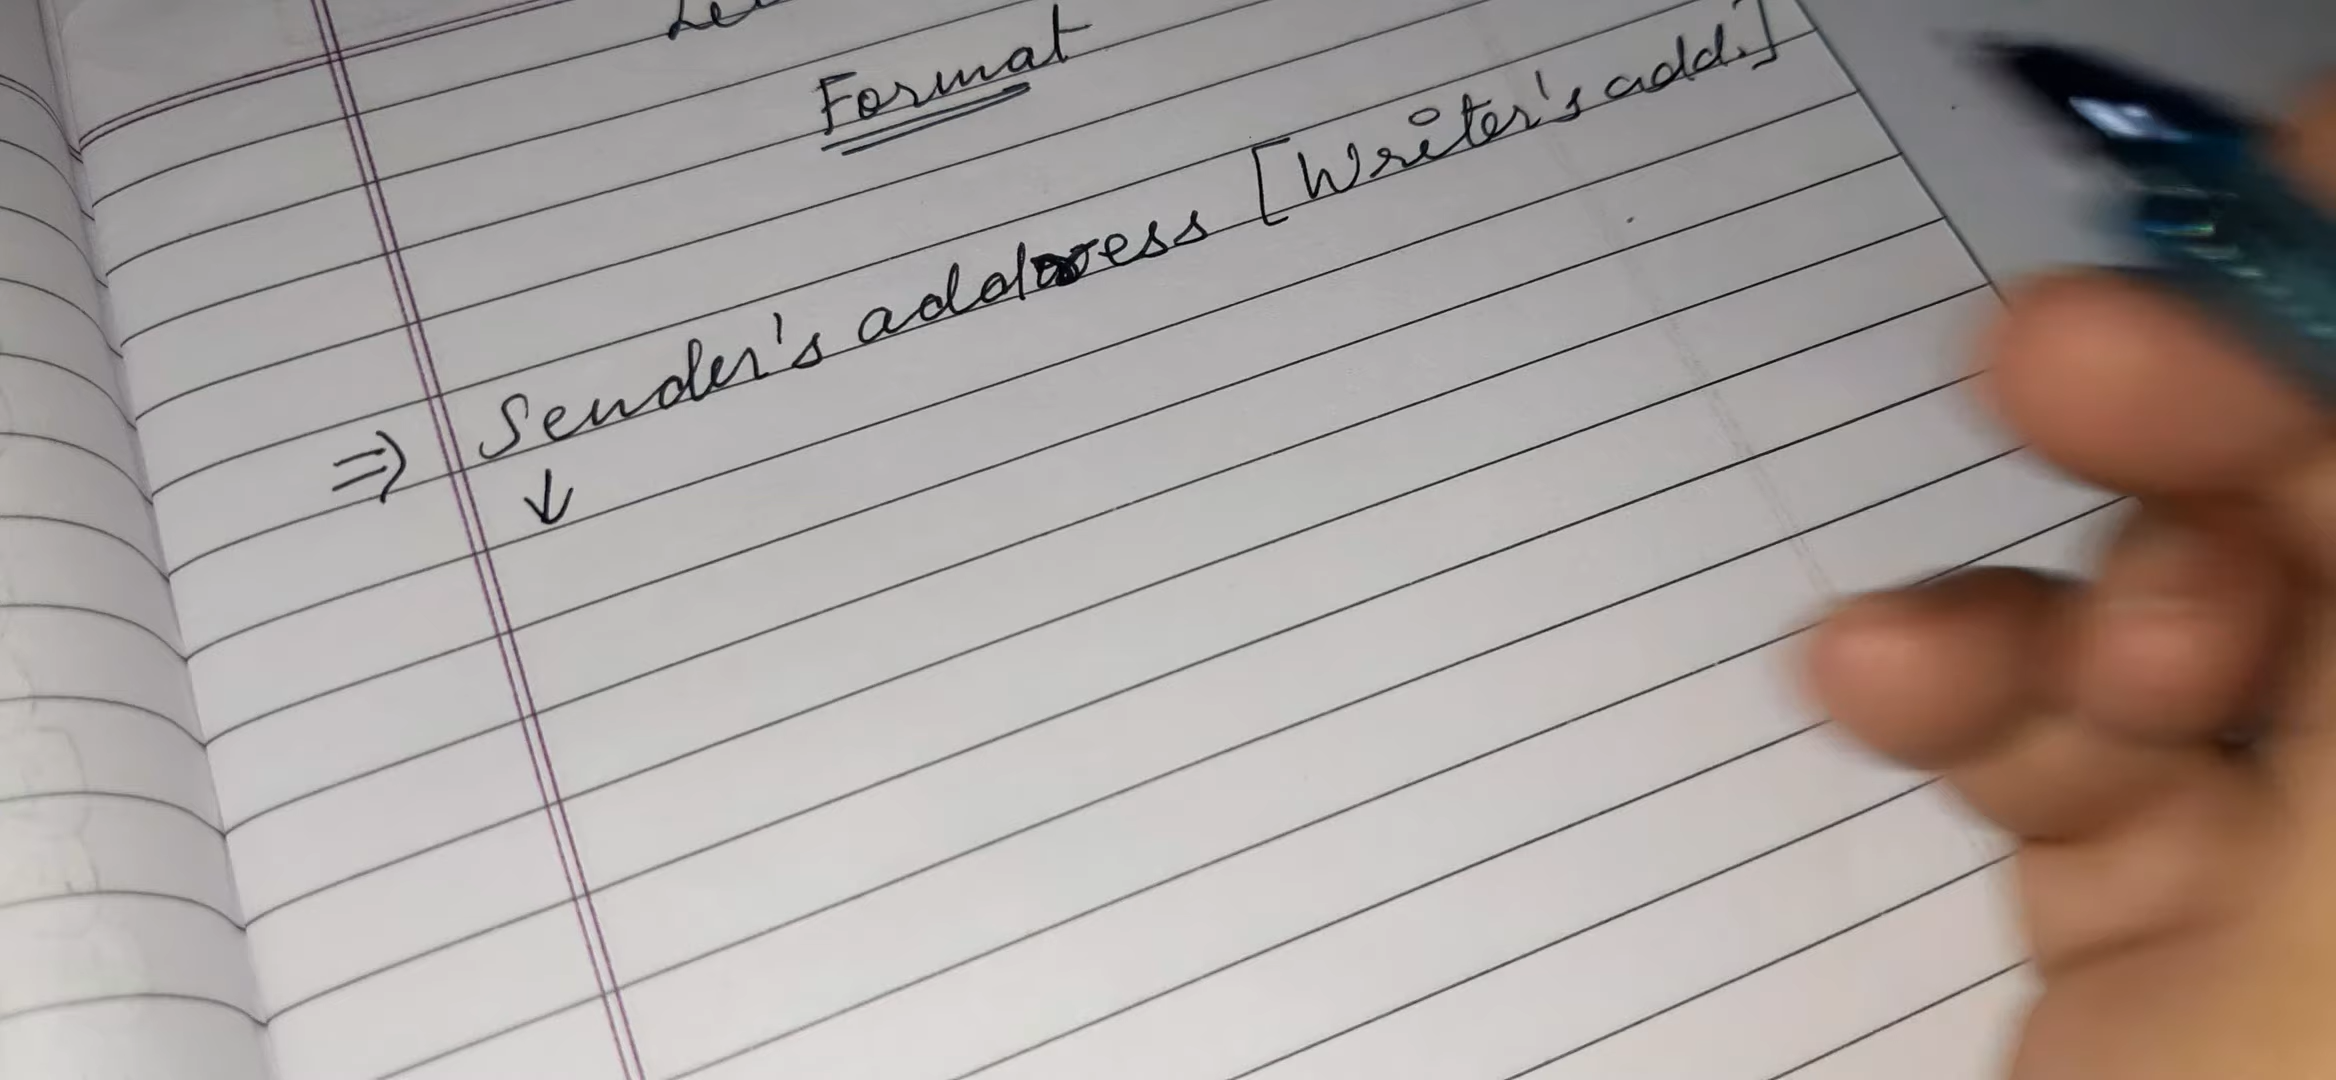 Format
⇒ Sender's address [Writer's add.]
↓